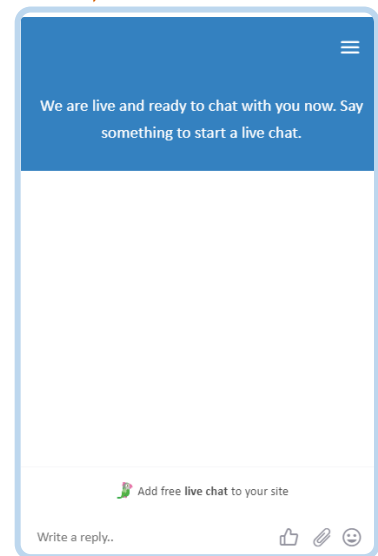 We are live and ready to chat with you now. Say
something to start a live chat.
Add free live chat to your site
Write a reply..